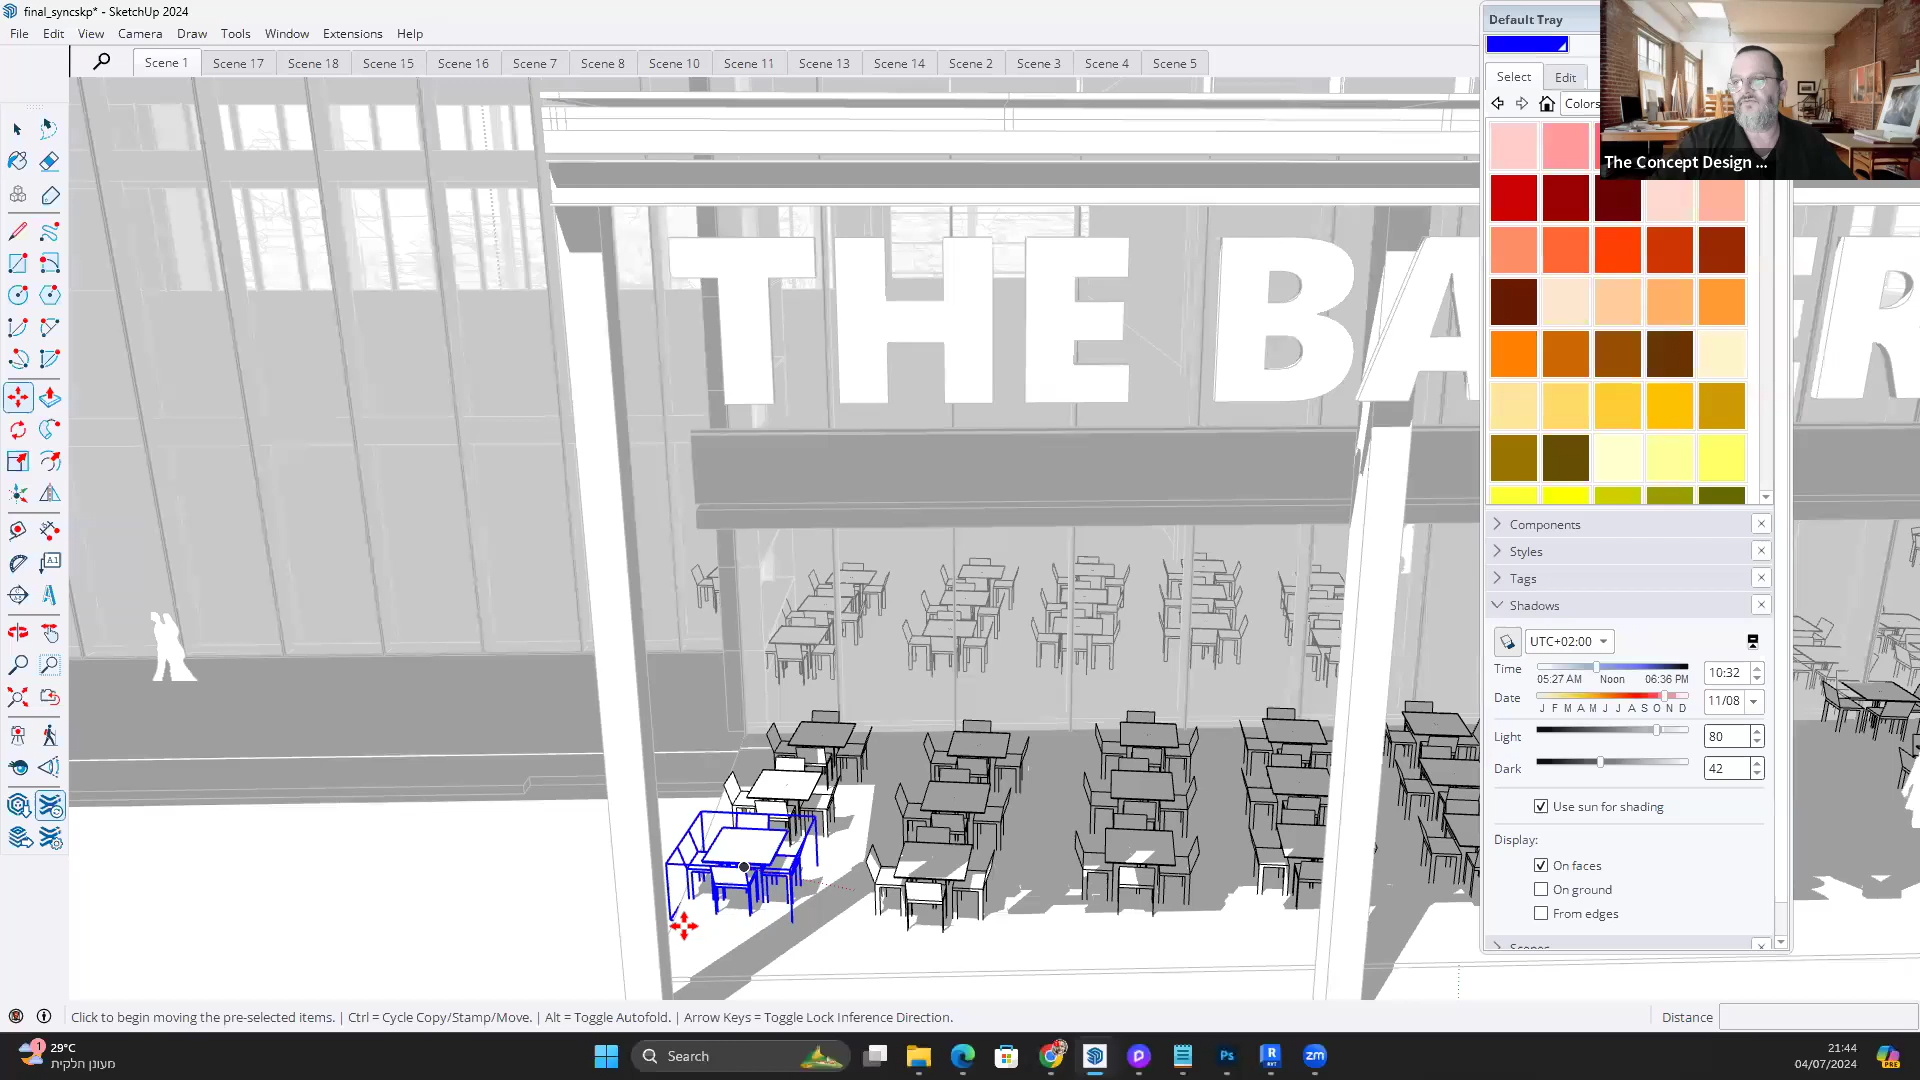 final_syncskp* - SketchUp 2024
File Edit View Camera Draw Tools Window Extensions Help
Scene 1 Scene 17 Scene 18 Scene 15 Scene 16 Scene 7 Scene 8 Scene 10 Scene 11 Scene 13 Scene 14 Scene 2 Scene 3 Scene 4 Scene 5
Default Tray
Select Edit
Colors
The Concept Design ...
THE BA
R
Components
Styles
Tags
Shadows
UTC+02:00
Time 10:32
05:27 AM Noon 06:36 PM
Date 11/08
J F M A M J J A S O N D
Light 80
Dark 42
Use sun for shading
Display:
On faces
On ground
From edges
Scenes
Click to begin moving the pre-selected items. | Ctrl = Cycle Copy/Stamp/Move. | Alt = Toggle Autofold. | Arrow Keys = Toggle Lock Inference Direction.
Distance
1
29°C
מעונן חלקית
Search
Ps
R
RVT
zm
21:44
04/07/2024
PRE